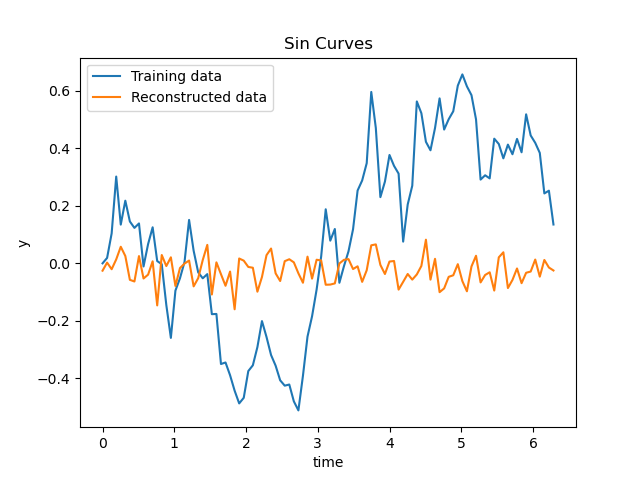 Sin Curves
Training data
Reconstructed data
0.6
0.4
0.2
0.0
−0.2
−0.4
y
0 1 2 3 4 5 6
time